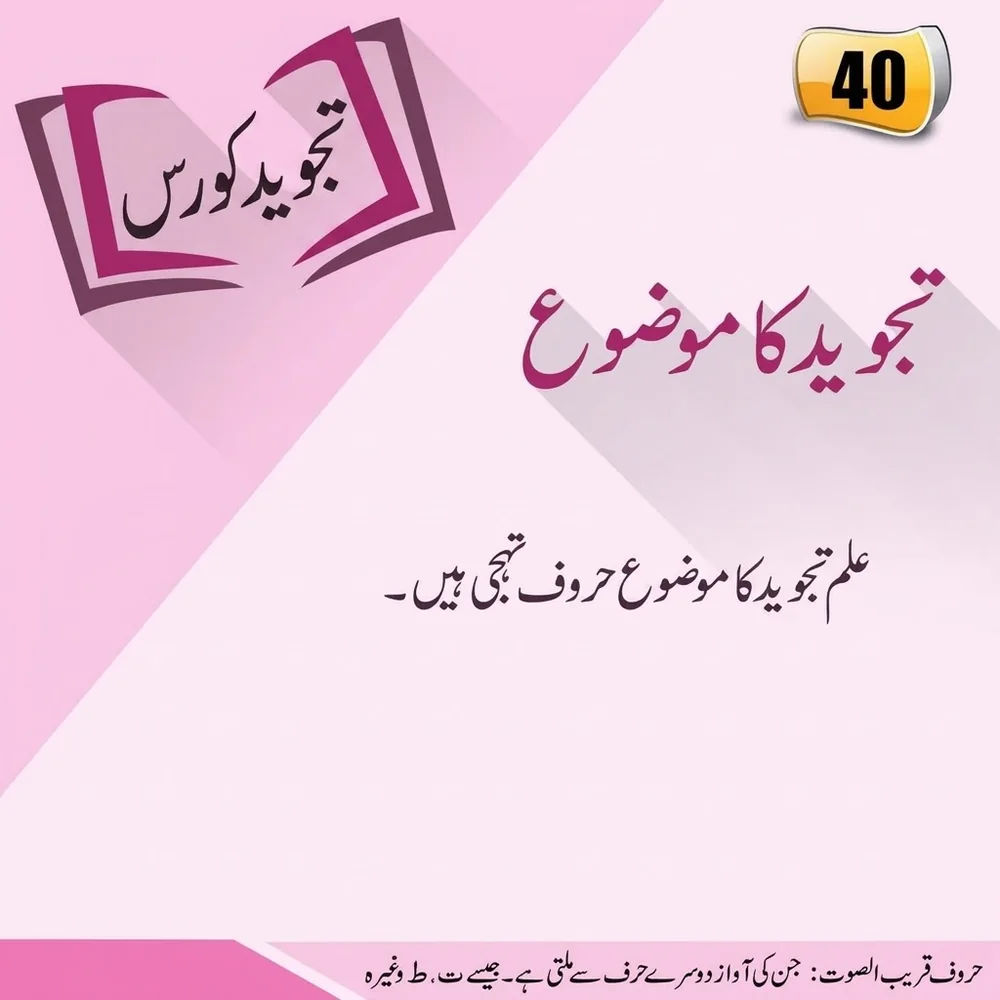 40
تجوید کورس
تجوید کا موضوع
علم تجوید کا موضوع حروف تہجی ہیں۔
حروف قریب الصوت: جن کی آواز دوسرے حرف سے ملتی ہے۔ جیسے ت، ط وغیرہ